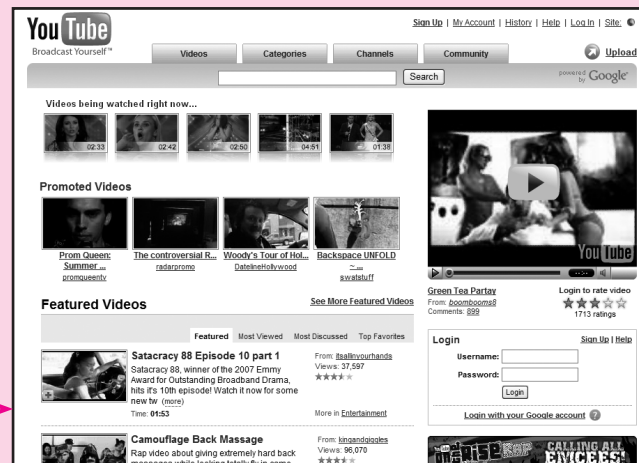 You Tube
Broadcast Yourself™
Sign Up | My Account | History | Help | Log In | Site:
Videos
Categories
Channels
Community
Upload
Search
powered by Google
Videos being watched right now...
02:33
02:42
02:50
04:51
01:38
Promoted Videos
Prom Queen: Summer ...
promqueentv
The controversial R...
radarpromo
Woody's Tour of Hol...
DatelineHollywood
Backspace UNFOLD ~ ...
swatstuff
You Tube
Green Tea Partay
From: boombooms8
Comments: 899
Login to rate video
1713 ratings
Featured Videos
See More Featured Videos
Featured
Most Viewed
Most Discussed
Top Favorites
Satacracy 88 Episode 10 part 1
Satacracy 88, winner of the 2007 Emmy
Award for Outstanding Broadband Drama,
hits it's 10th episode! Watch it now for some
new tw (more)
Time: 01:53
From: itsallinyourhands
Views: 37,597
More in Entertainment
Camouflage Back Massage
Rap video about giving extremely hard back
From: kingandgiggles
Views: 96,070
Login
Sign Up | Help
Username:
Password:
Login
Login with your Google account
CALLING ALL
EMCEES!